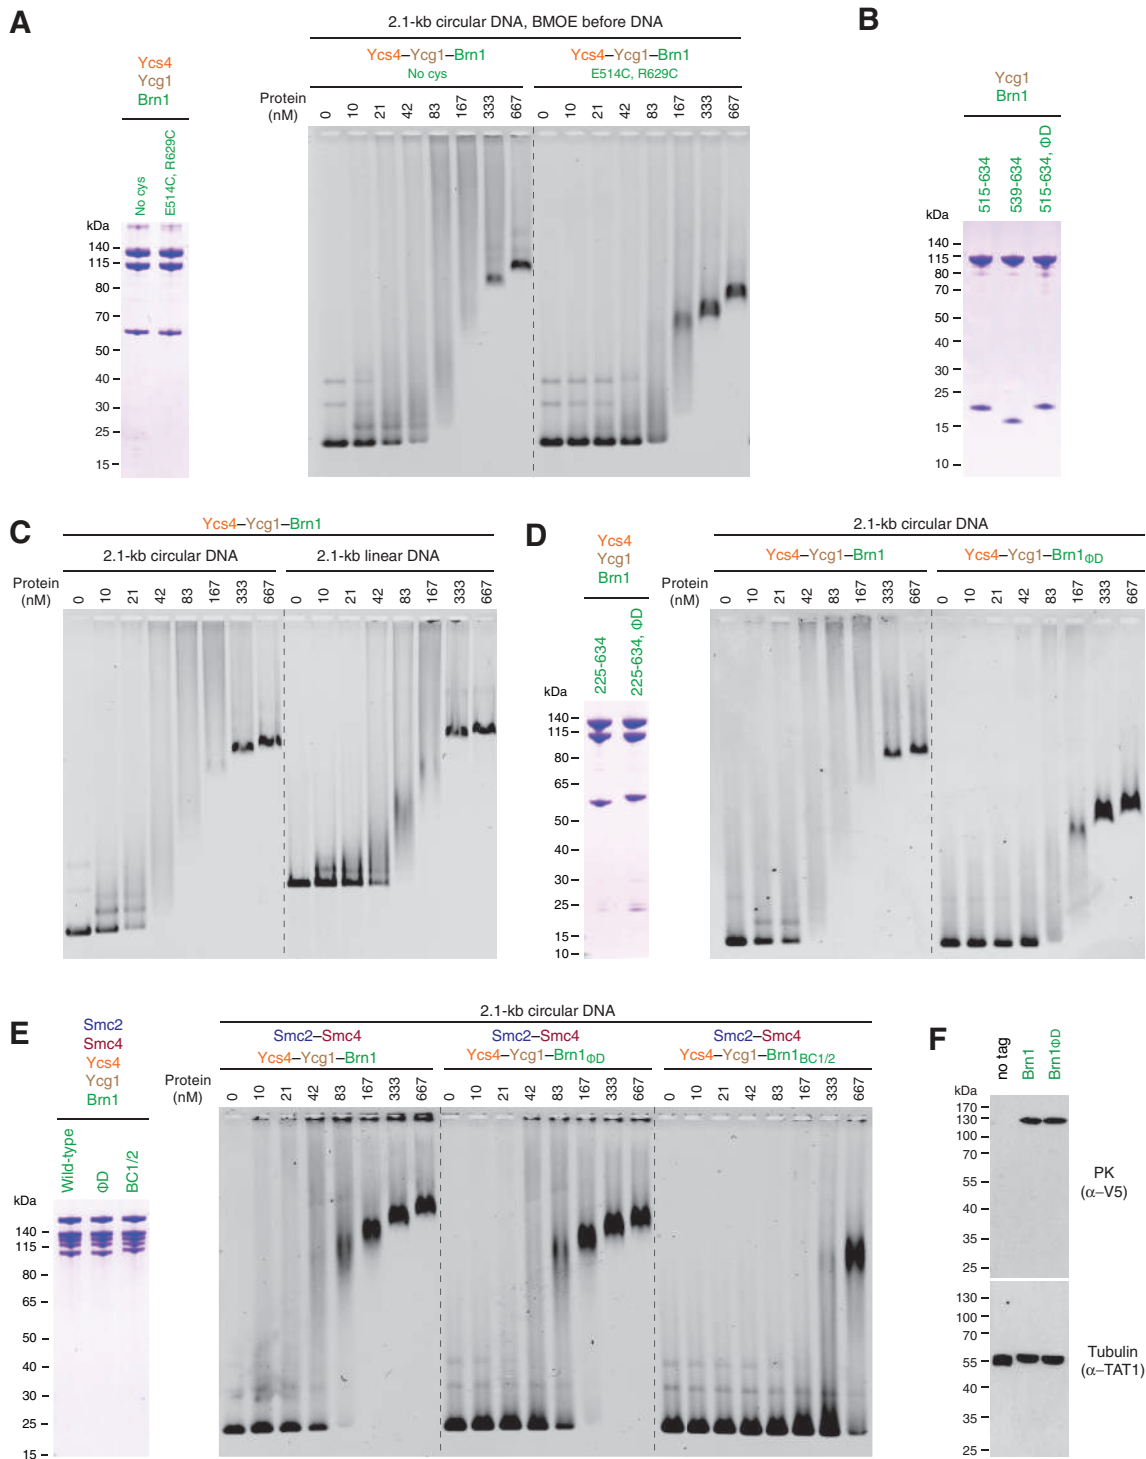 A
Ycs4
Ycg1
Brn1
No cys
E514C, R629C
kDa
140
115
80
70
50
40
30
25
15
2.1-kb circular DNA, BMOE before DNA
Ycs4–Ycg1–Brn1
No cys
Ycs4–Ycg1–Brn1
E514C, R629C
Protein
(nM)
0 10 21 42 83 167 333 667 0 10 21 42 83 167 333 667
B
Ycg1
Brn1
515-634
539-634
515-634, ΦD
kDa
140
115
80
70
50
40
30
25
15
10
C
Ycs4–Ycg1–Brn1
2.1-kb circular DNA
2.1-kb linear DNA
Protein
(nM)
0 10 21 42 83 167 333 667 0 10 21 42 83 167 333 667
D
Ycs4
Ycg1
Brn1
225-634
225-634, ΦD
kDa
140
115
80
65
50
40
30
25
15
10
2.1-kb circular DNA
Ycs4–Ycg1–Brn1
Ycs4–Ycg1–Brn1ΦD
Protein
(nM)
0 10 21 42 83 167 333 667 0 10 21 42 83 167 333 667
E
Smc2
Smc4
Ycs4
Ycg1
Brn1
Wild-type
ΦD
BC1/2
kDa
140
115
80
65
50
40
30
25
15
2.1-kb circular DNA
Smc2–Smc4
Ycs4–Ycg1–Brn1
Smc2–Smc4
Ycs4–Ycg1–Brn1ΦD
Smc2–Smc4
Ycs4–Ycg1–Brn1BC1/2
Protein
(nM)
0 10 21 42 83 167 333 667 0 10 21 42 83 167 333 667 0 10 21 42 83 167 333 667
F
no tag
Brn1
Brn1ΦD
kDa
170
130
100
70
55
40
35
25
PK
(α–V5)
130
100
70
55
40
35
25
Tubulin
(α–TAT1)